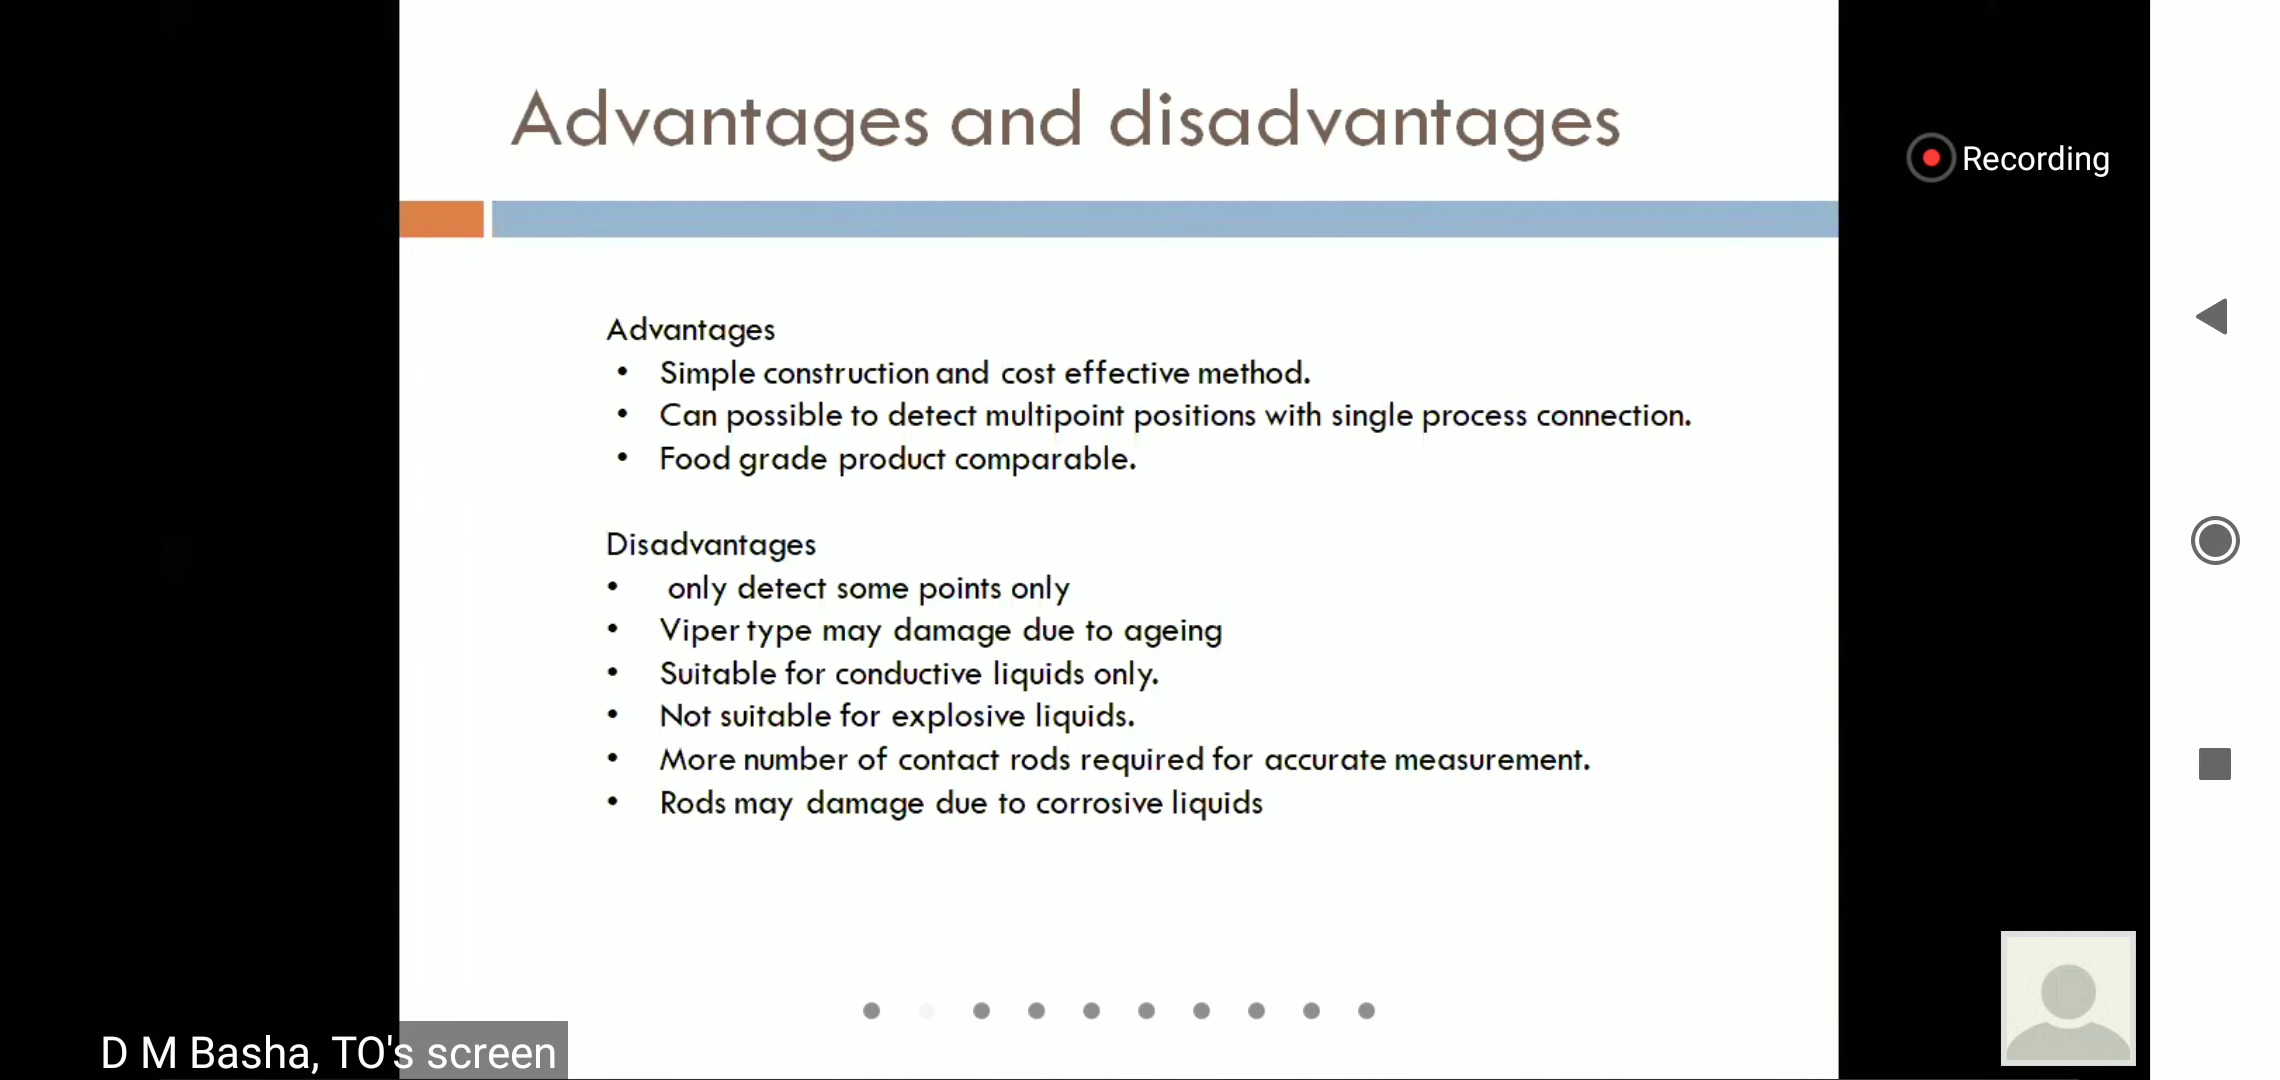 Advantages and disadvantages
Recording
Advantages
• Simple construction and cost effective method.
• Can possible to detect multipoint positions with single process connection.
• Food grade product comparable.
Disadvantages
• only detect some points only
• Viper type may damage due to ageing
• Suitable for conductive liquids only.
• Not suitable for explosive liquids.
• More number of contact rods required for accurate measurement.
• Rods may damage due to corrosive liquids
D M Basha, TO's screen